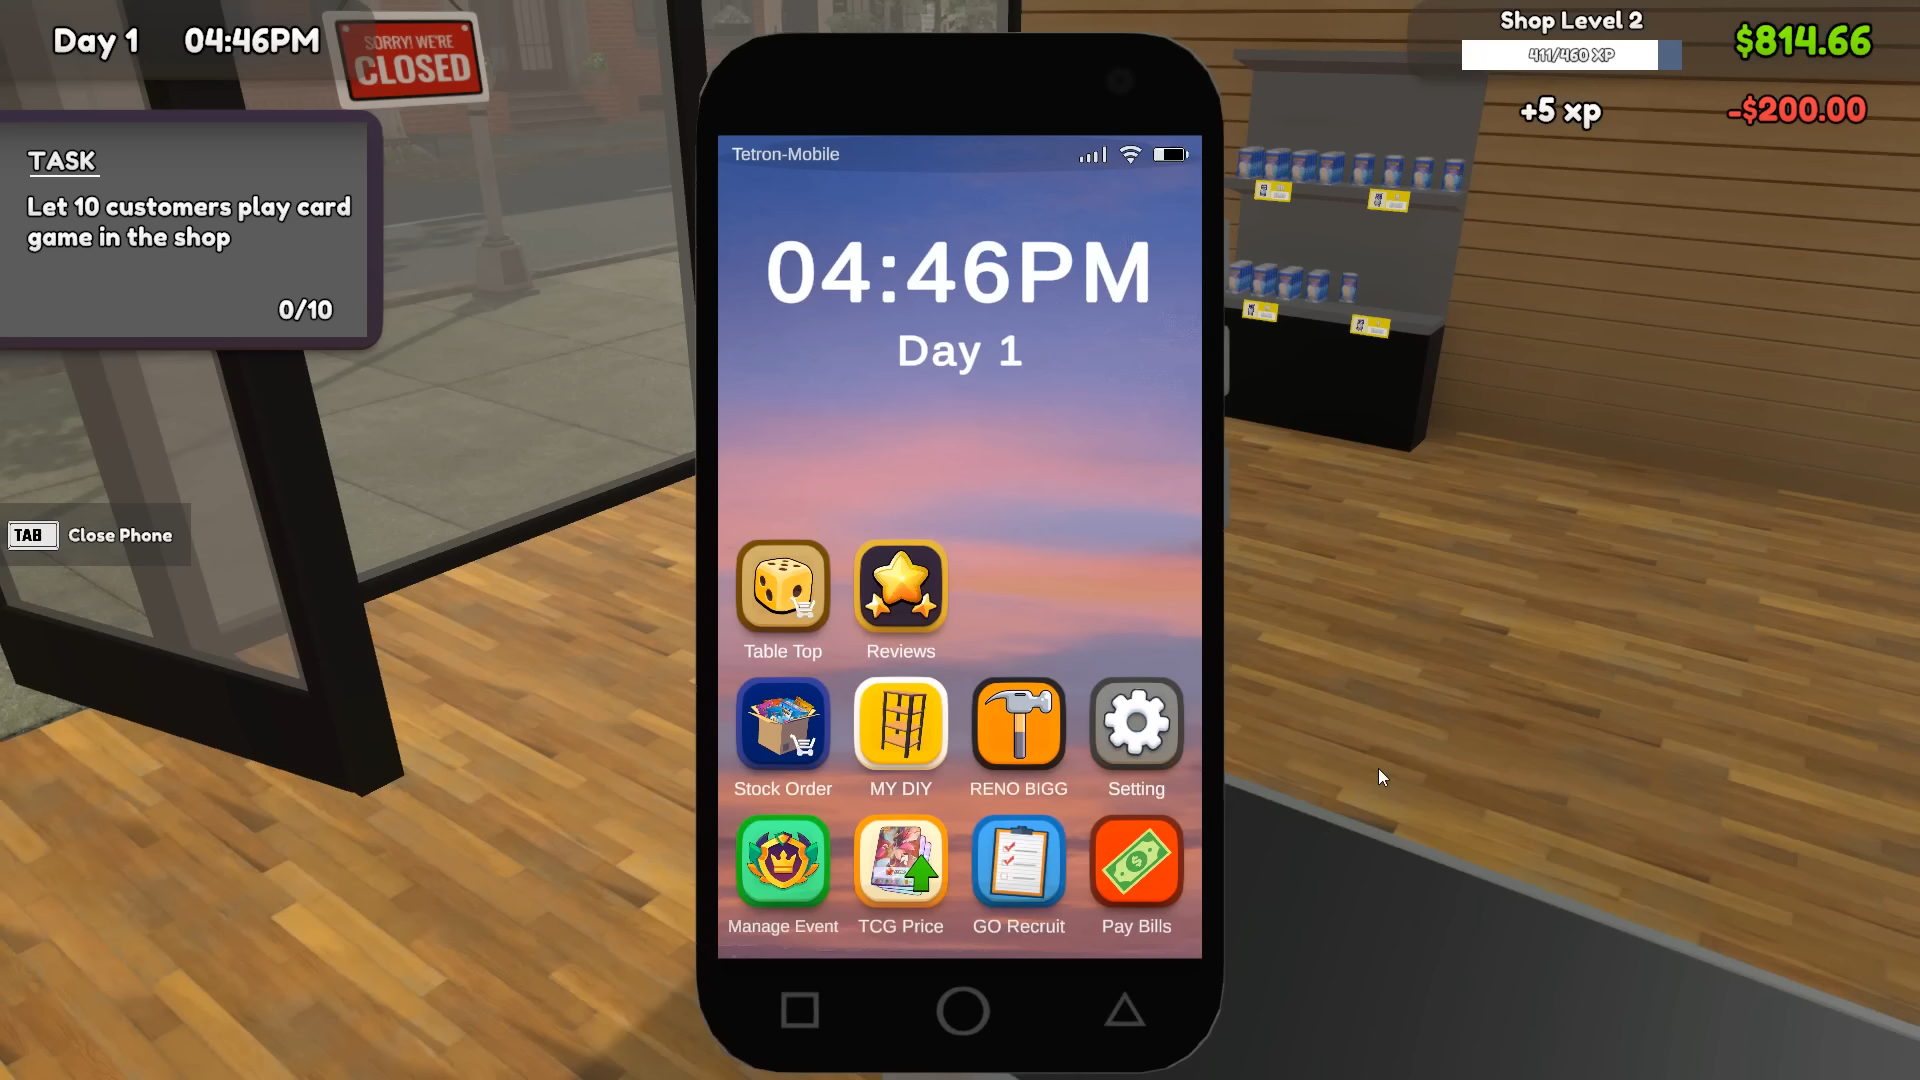 Day 1
04:46PM
SORRY! WE'RE
CLOSED
Shop Level 2
411/460 XP
$814.66
+5 xp
-$200.00
TASK
Let 10 customers play card
game in the shop
0/10
TAB
Close Phone
Tetron-Mobile
04:46PM
Day 1
Table Top
Reviews
Stock Order
MY DIY
RENO BIGG
Setting
Manage Event
TCG Price
GO Recruit
Pay Bills